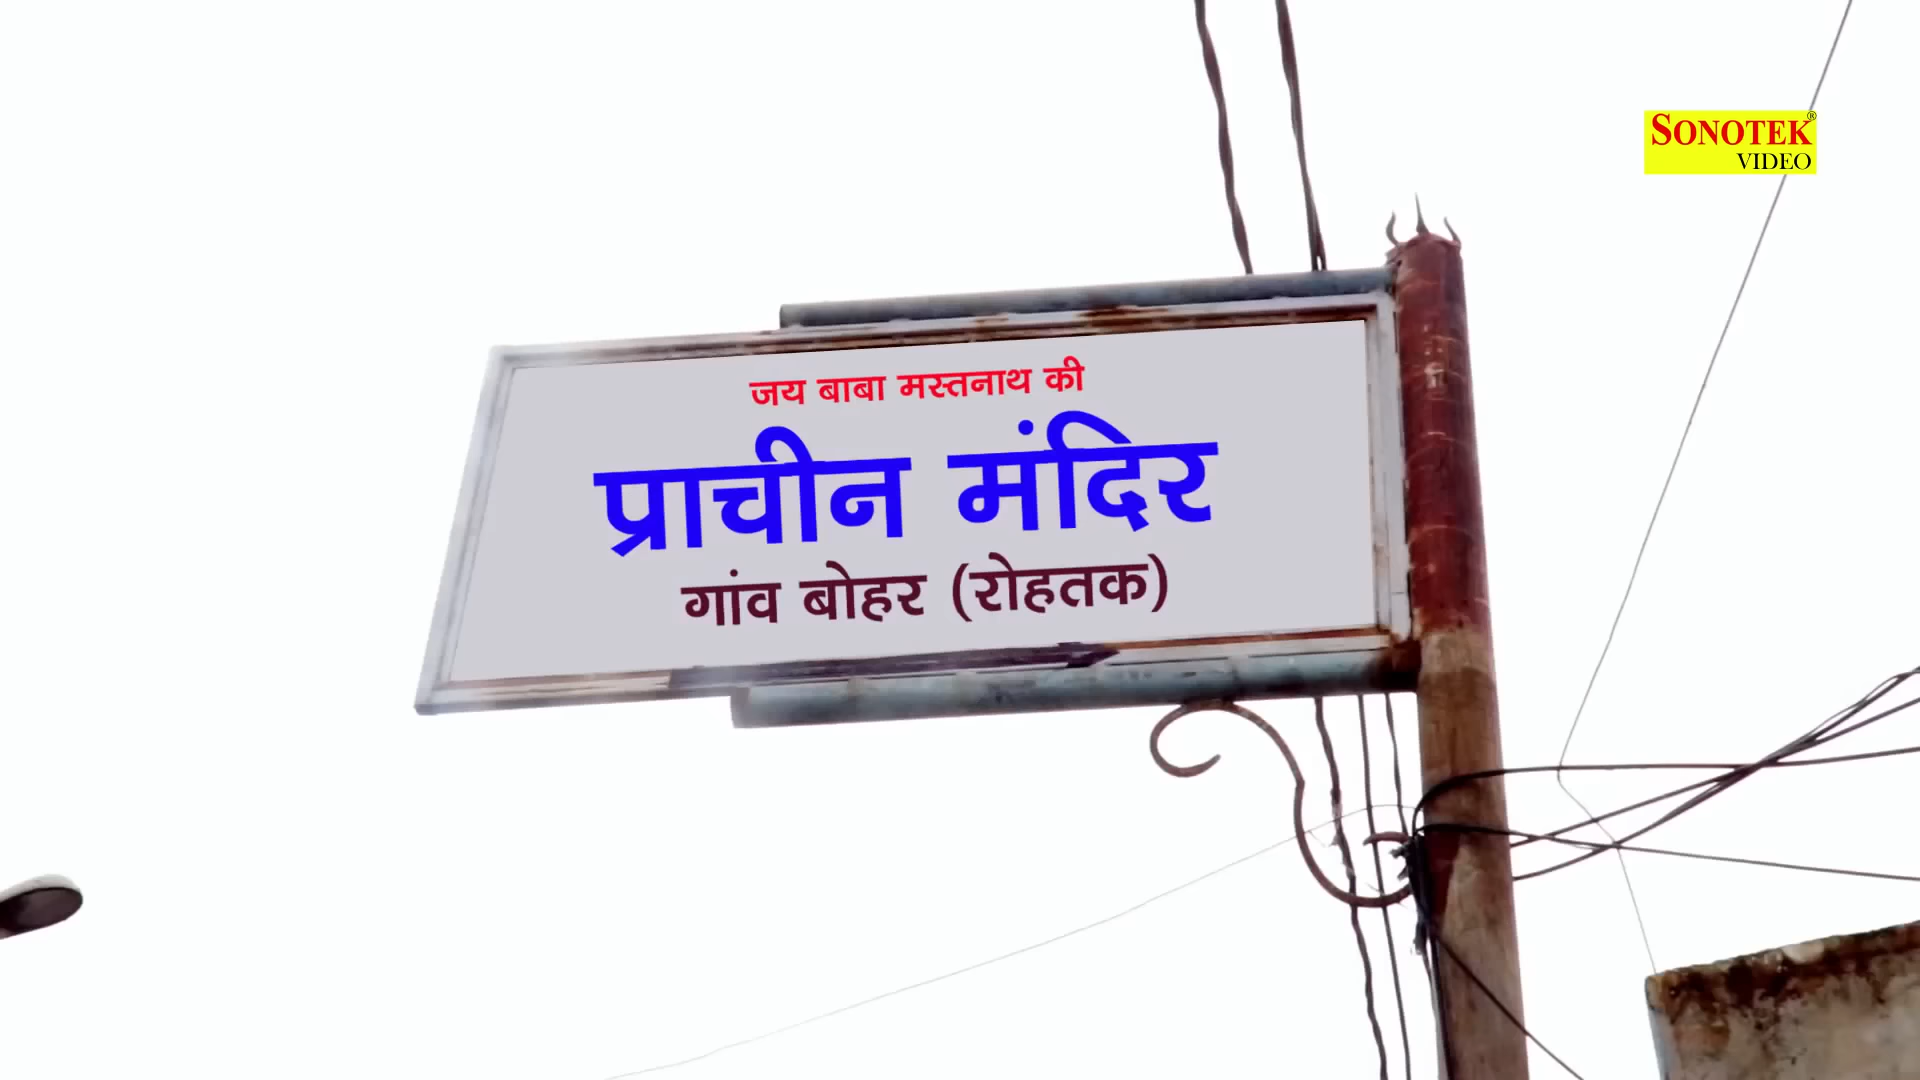 SONOTEK®
VIDEO
जय बाबा मस्तनाथ की
प्राचीन मंदिर
गांव बोहर (रोहतक)